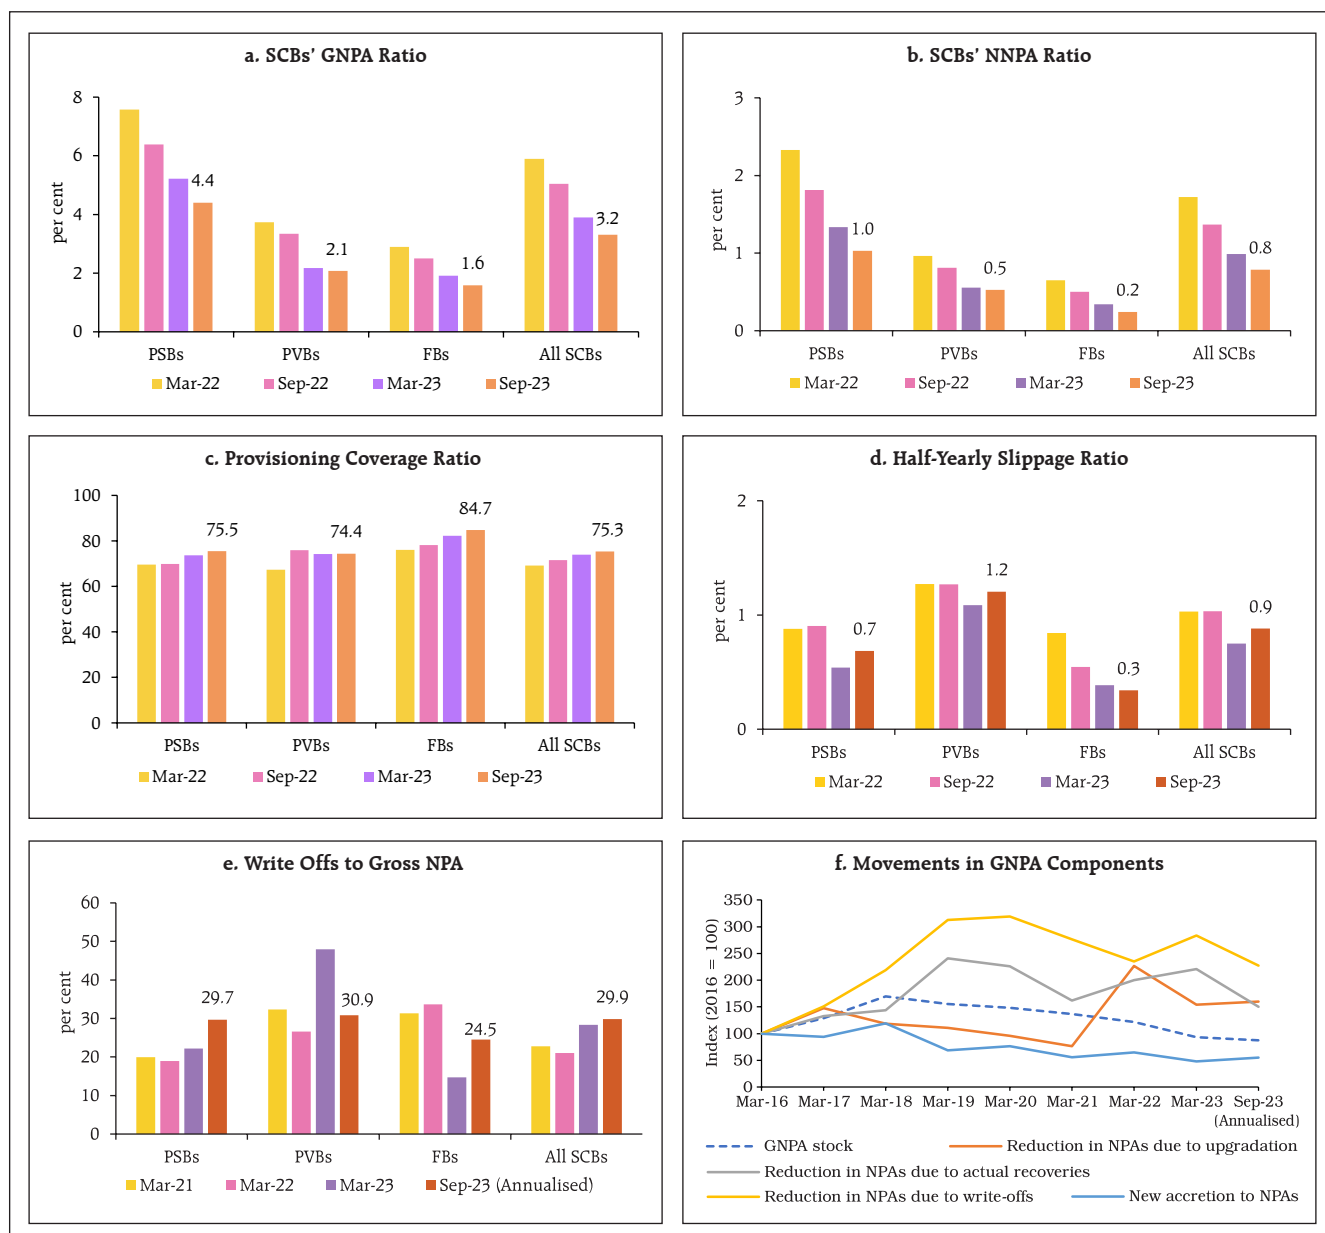 a. SCBs' GNPA Ratio
per cent
8
6
4
2
0
4.4
2.1
1.6
3.2
PSBs PVBs FBs All SCBs
Mar-22 Sep-22 Mar-23 Sep-23
b. SCBs' NNPA Ratio
per cent
3
2
1
0
1.0
0.5
0.2
0.8
PSBs PVBs FBs All SCBs
Mar-22 Sep-22 Mar-23 Sep-23
c. Provisioning Coverage Ratio
per cent
100
80
60
40
20
0
75.5
74.4
84.7
75.3
PSBs PVBs FBs All SCBs
Mar-22 Sep-22 Mar-23 Sep-23
d. Half-Yearly Slippage Ratio
per cent
2
1
0
0.7
1.2
0.3
0.9
PSBs PVBs FBs All SCBs
Mar-22 Sep-22 Mar-23 Sep-23
e. Write Offs to Gross NPA
per cent
60
50
40
30
20
10
0
29.7
30.9
24.5
29.9
PSBs PVBs FBs All SCBs
Mar-21 Mar-22 Mar-23 Sep-23 (Annualised)
f. Movements in GNPA Components
Index (2016 = 100)
350
300
250
200
150
100
50
0
Mar-16 Mar-17 Mar-18 Mar-19 Mar-20 Mar-21 Mar-22 Mar-23 Sep-23
(Annualised)
GNPA stock Reduction in NPAs due to upgradation
Reduction in NPAs due to actual recoveries
Reduction in NPAs due to write-offs New accretion to NPAs